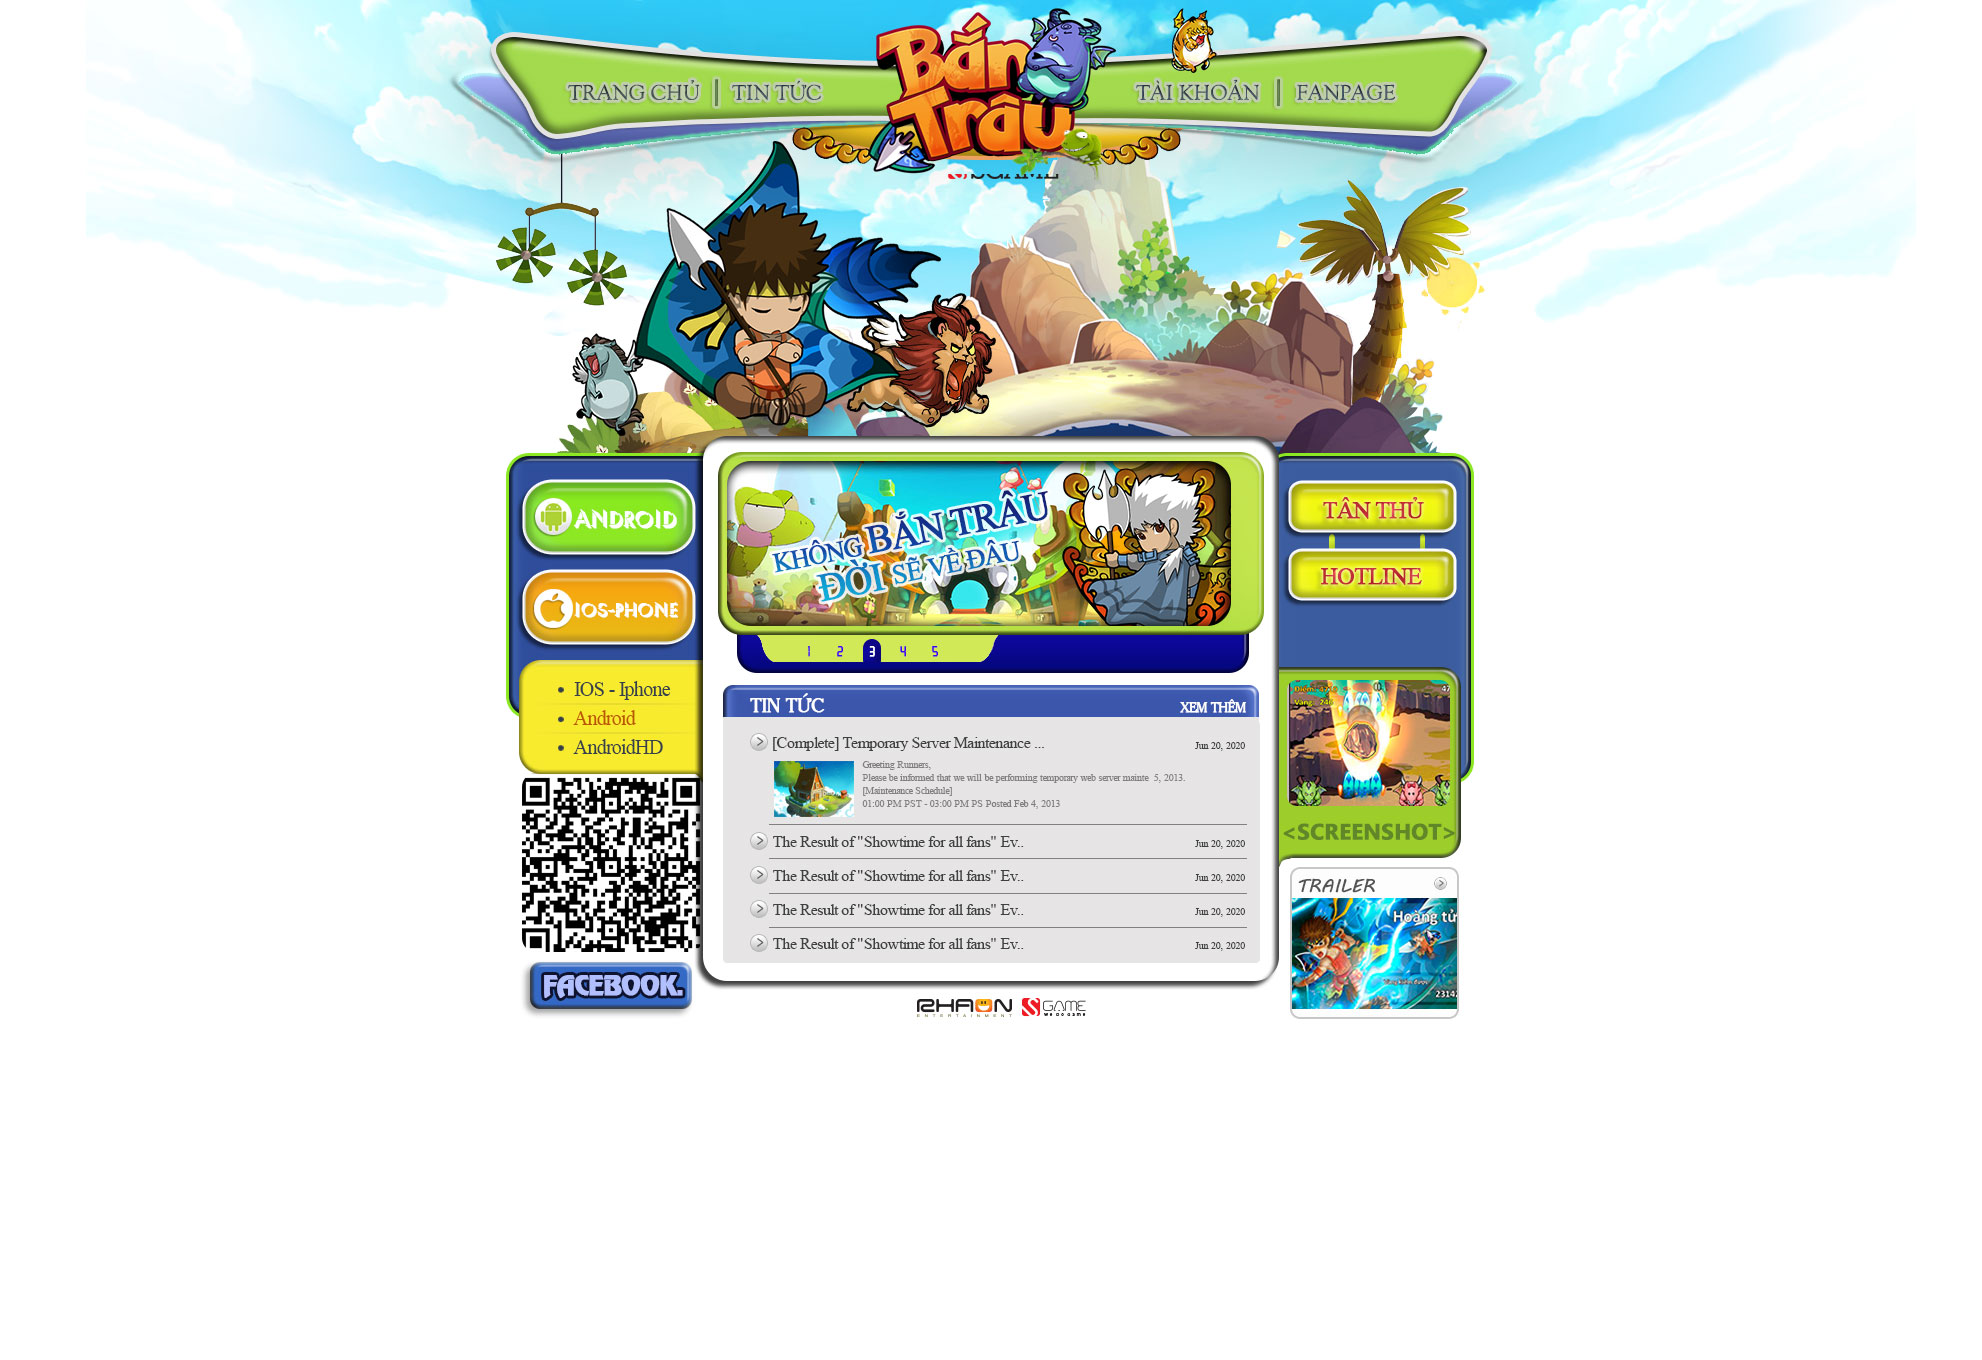 TRANG CHỦ
TIN TỨC
Bắn
Trâu
TÀI KHOẢN
FANPAGE
SGAME
ANDROID
IOS-PHONE
IOS - Iphone
Android
AndroidHD
FACEBOOK.
KHÔNG BẮN TRÂU
ĐỜI SẼ VỀ ĐÂU
1 2 3 4 5
TIN TỨC
XEM THÊM
[Complete] Temporary Server Maintenance ...
Jun 20, 2020
Greeting Runners,
Please be informed that we will be performing temporary web server mainte 5, 2013.
[Maintenance Schedule]
01:00 PM PST - 03:00 PM PS Posted Feb 4, 2013
The Result of "Showtime for all fans" Ev..
Jun 20, 2020
The Result of "Showtime for all fans" Ev..
Jun 20, 2020
The Result of "Showtime for all fans" Ev..
Jun 20, 2020
The Result of "Showtime for all fans" Ev..
Jun 20, 2020
RHAON
ENTERTAINMENT
S GAME
We Do Game
TÂN THỦ
HOTLINE
47
<SCREENSHOT>
TRAILER
Hoàng tử
23142